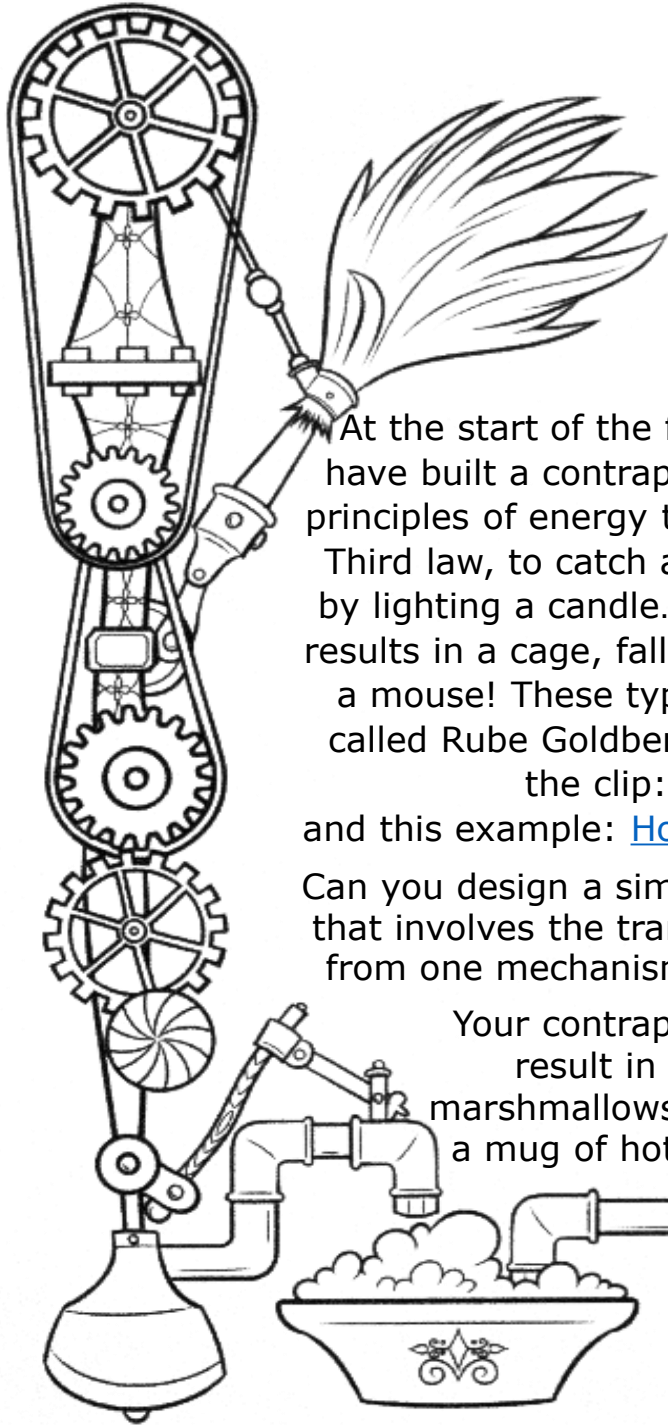 At the start of the
have built a contrap
principles of energy
Third law, to catch
by lighting a candle.
results in a cage, fall
a mouse! These typ
called Rube Goldber
the clip:
and this example: Ho
Can you design a sim
that involves the tra
from one mechanis
Your contrap
result in
marshmallows
a mug of hot